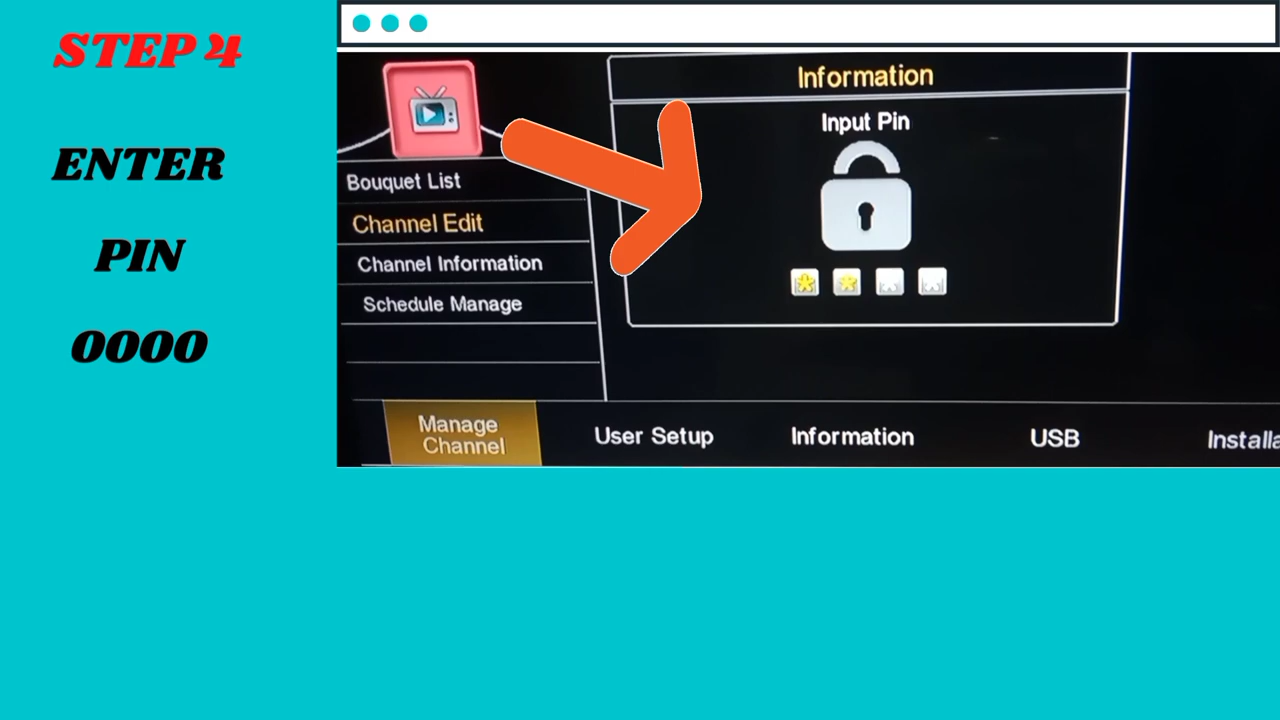 STEP 4
ENTER
PIN
0000
Information
Input Pin
Bouquet List
Channel Edit
Channel Information
Schedule Manage
Manage
Channel
User Setup
Information
USB
Installa